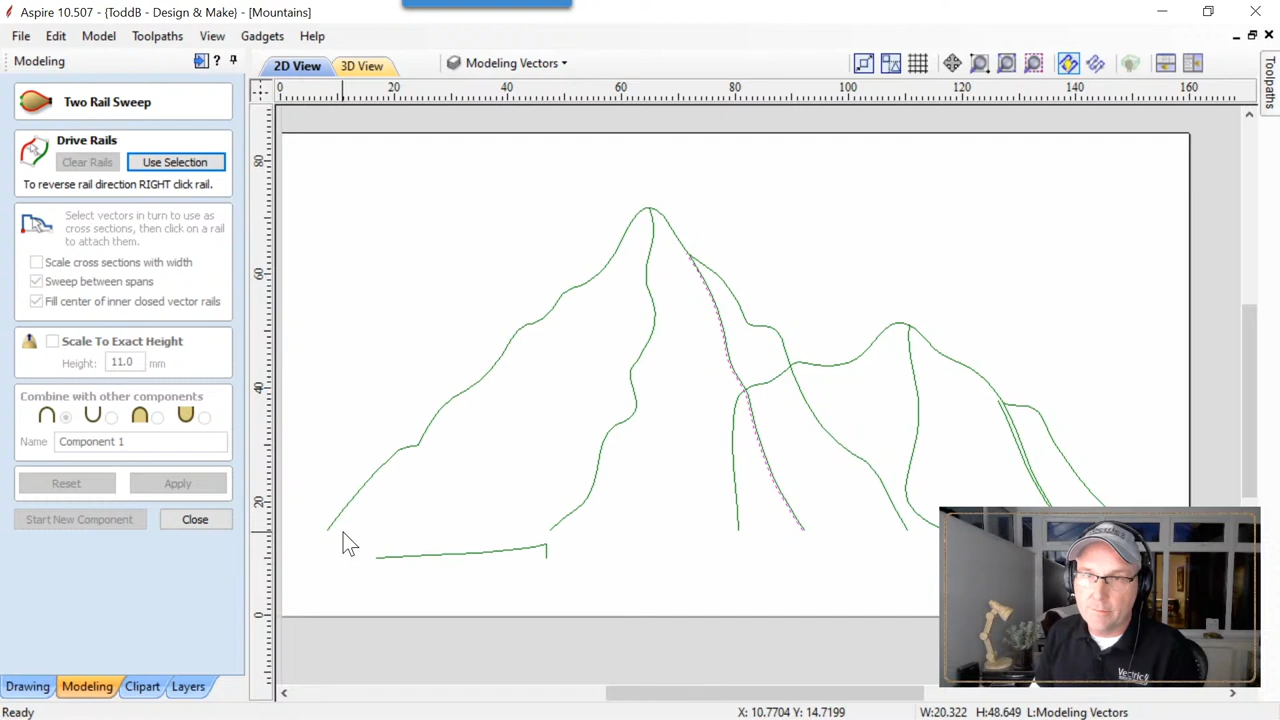 Aspire 10.507 - {ToddB - Design & Make} - [Mountains]
File Edit Model Toolpaths View Gadgets Help
Modeling
2D View 3D View Modeling Vectors
Toolpaths
0 20 40 60 80 100 120 140 160
80
60
40
20
0
Two Rail Sweep
Drive Rails
Clear Rails Use Selection
To reverse rail direction RIGHT click rail.
Select vectors in turn to use as
cross sections, then click on a rail
to attach them.
Scale cross sections with width
Sweep between spans
Fill center of inner closed vector rails
Scale To Exact Height
Height: 11.0 mm
Combine with other components
Name Component 1
Reset Apply
Start New Component Close
Vectric
Drawing Modeling Clipart Layers
Ready X: 10.7704 Y: 14.7199 W:20.322 H:48.649 L:Modeling Vectors